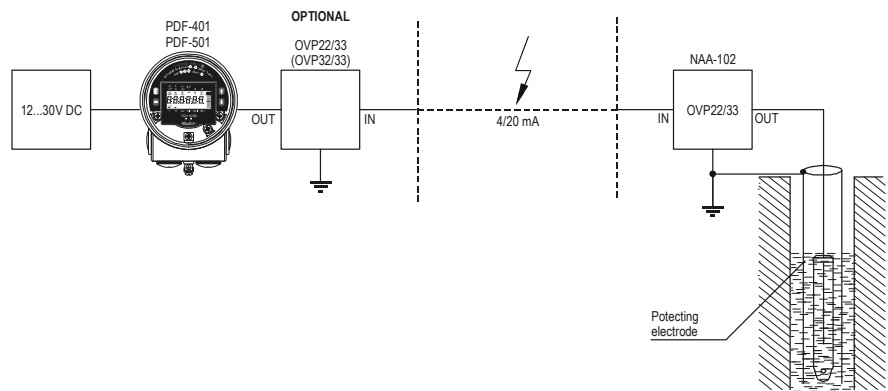 OPTIONAL
PDF-401
PDF-501
OVP22/33
(OVP32/33)
NAA-102
12...30V DC
OUT
IN
4/20 mA
IN
OVP22/33
OUT
Potecting
electrode